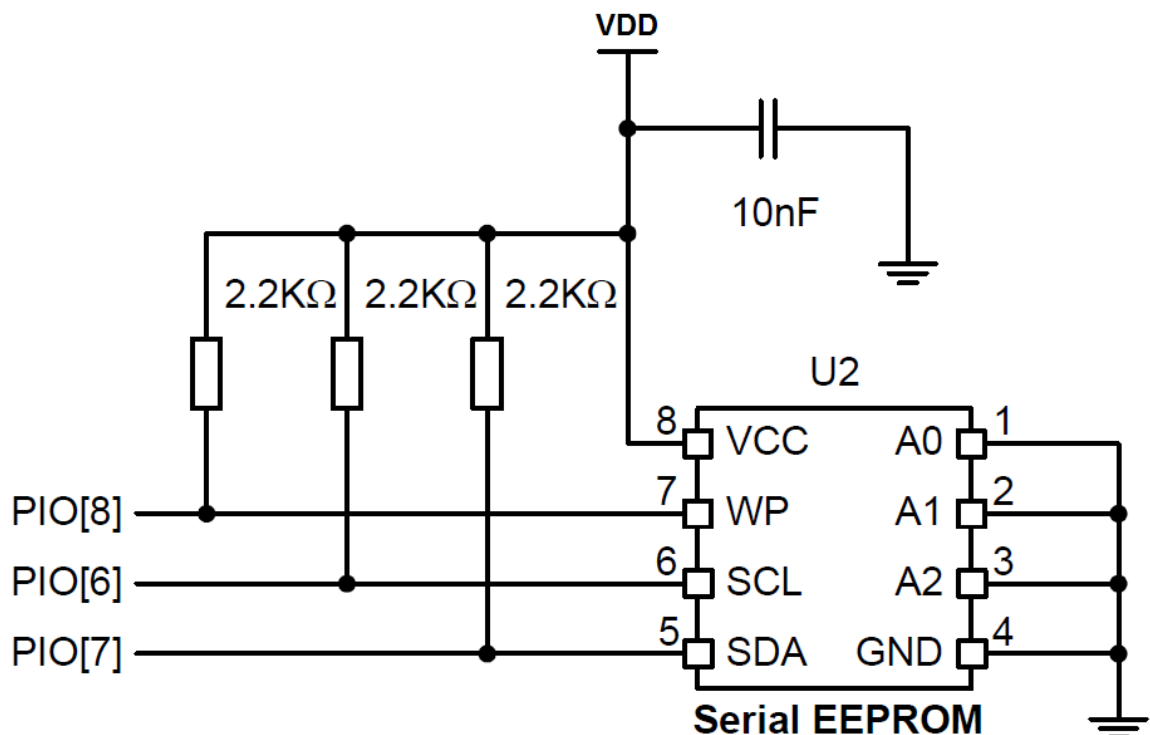 VDD
10nF
2.2KΩ 2.2KΩ 2.2KΩ
U2
8 VCC A0 1
PIO[8] 7 WP A1 2
PIO[6] 6 SCL A2 3
PIO[7] 5 SDA GND 4
Serial EEPROM